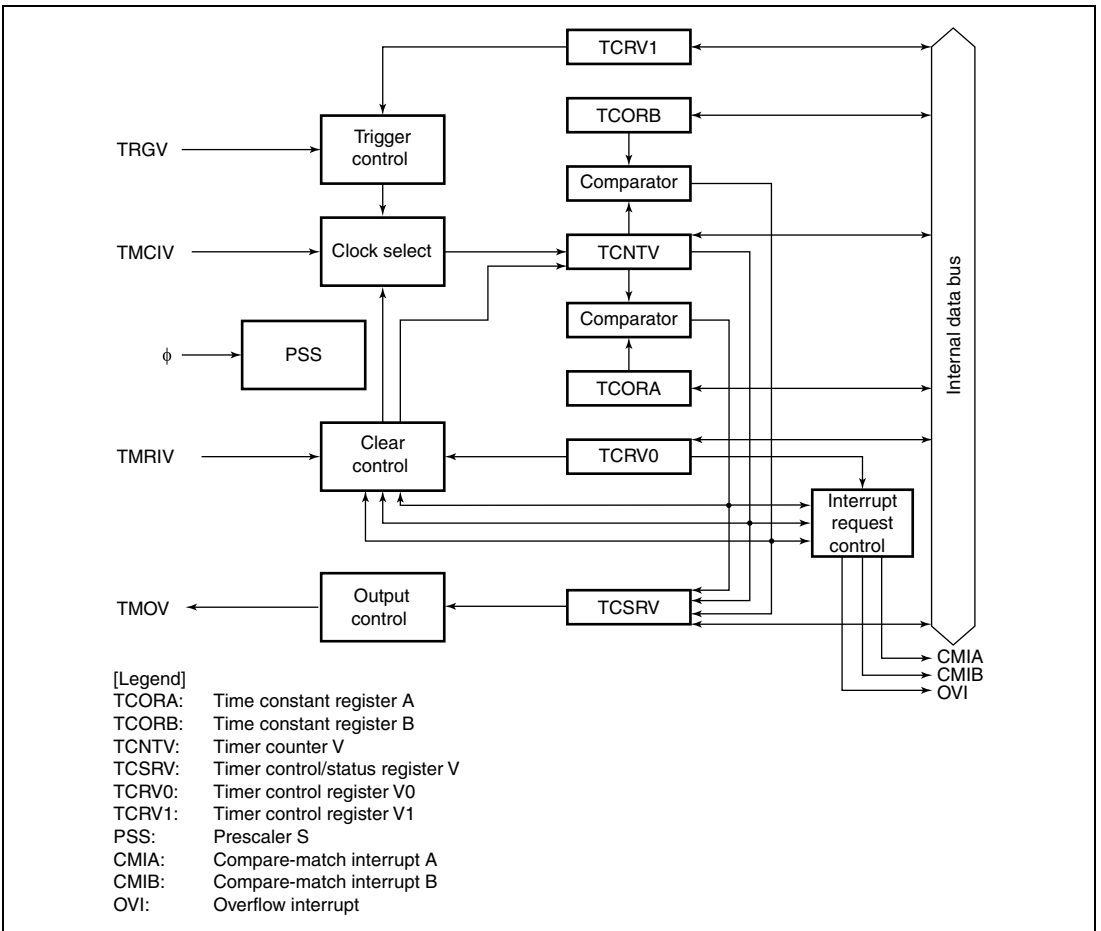 TCRV1
TCORB
Trigger
control
TRGV
Comparator
TMCIV
Clock select
TCNTV
Internal data bus
Comparator
ϕ
PSS
TCORA
Clear
control
TMRIV
TCRV0
Interrupt
request
control
Output
control
TMOV
TCSRV
CMIA
CMIB
OVI
[Legend]
TCORA: Time constant register A
TCORB: Time constant register B
TCNTV: Timer counter V
TCSRV: Timer control/status register V
TCRV0: Timer control register V0
TCRV1: Timer control register V1
PSS: Prescaler S
CMIA: Compare-match interrupt A
CMIB: Compare-match interrupt B
OVI: Overflow interrupt